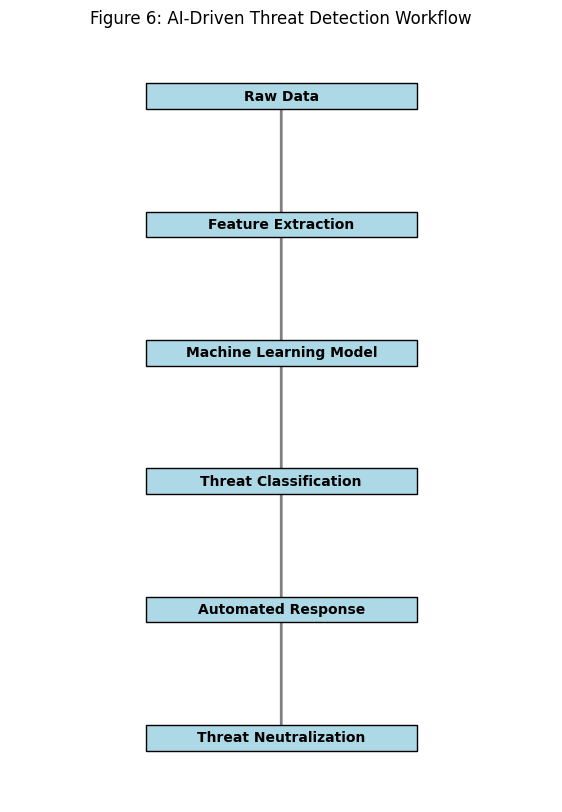 Figure 6: AI-Driven Threat Detection Workflow
Raw Data
Feature Extraction
Machine Learning Model
Threat Classification
Automated Response
Threat Neutralization